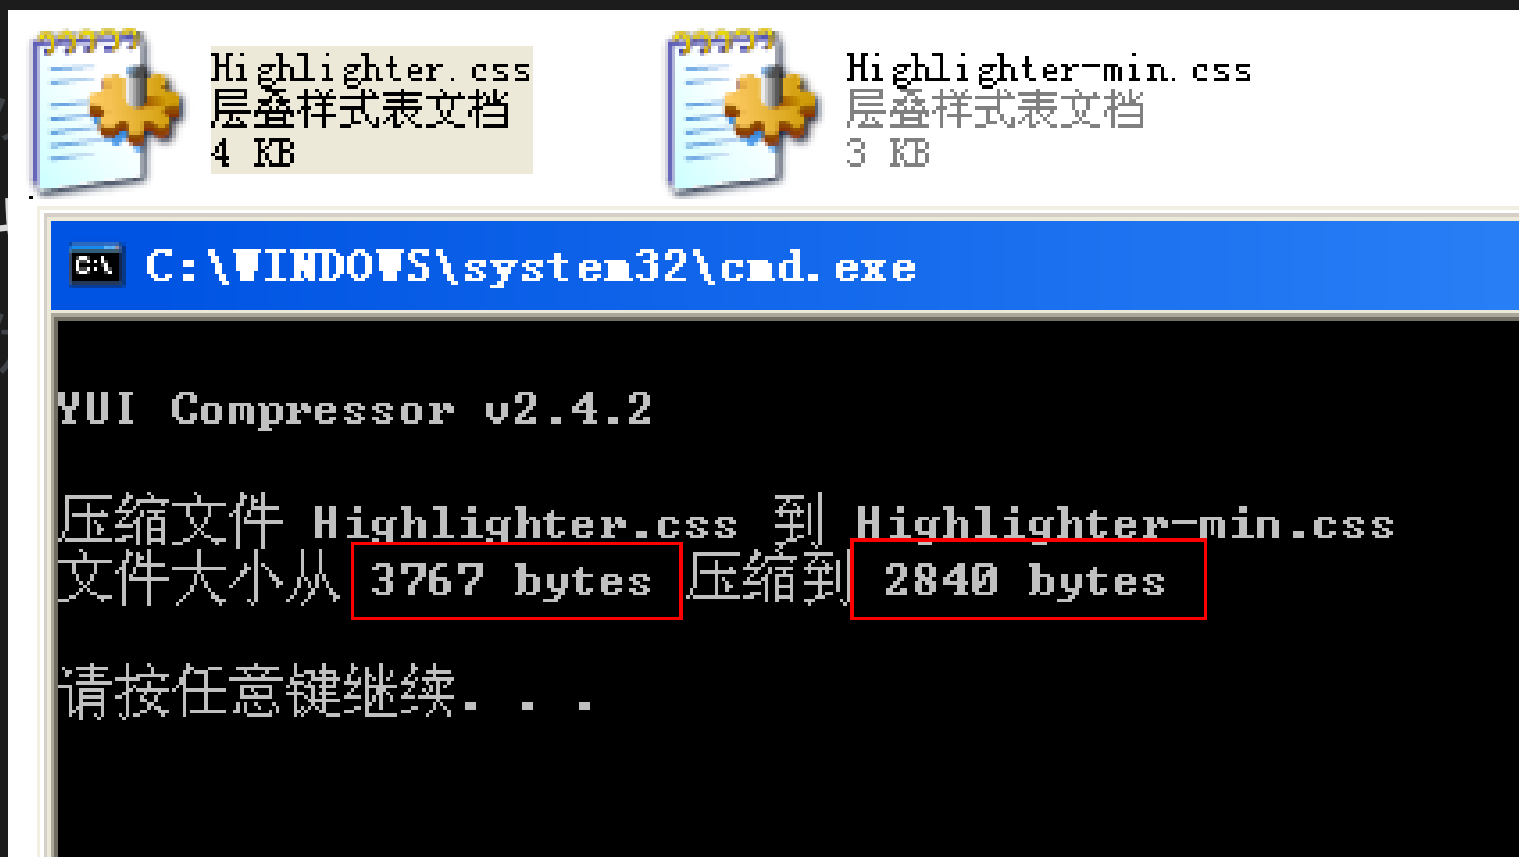 Highlighter.css
层叠样式表文档
4 KB
Highlighter-min.css
层叠样式表文档
3 KB
C:\WINDOWS\system32\cmd.exe
YUI Compressor v2.4.2
压缩文件 Highlighter.css 到 Highlighter-min.css
文件大小从 3767 bytes 压缩到 2840 bytes
请按任意键继续. . .